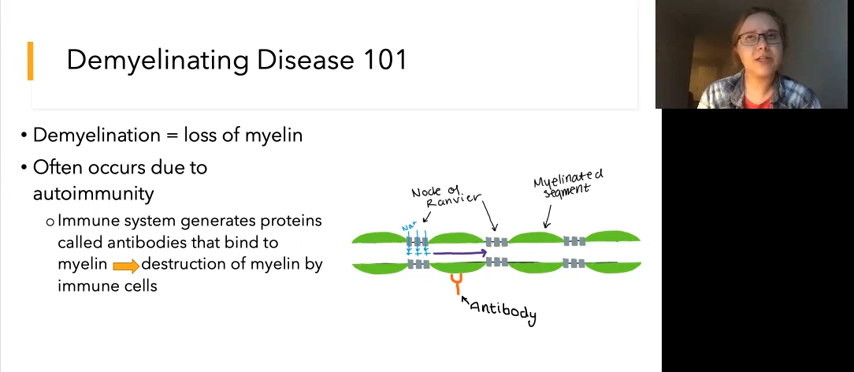 Demyelinating Disease 101
• Demyelination = loss of myelin
• Often occurs due to
autoimmunity
o Immune system generates proteins
called antibodies that bind to
myelin ➡ destruction of myelin by
immune cells
Node of
Ranvier
Myelinated
segment
Na+
Antibody